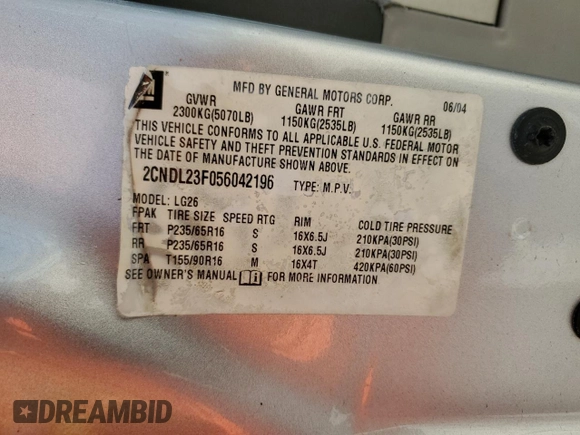 MFD BY GENERAL MOTORS CORP. 06/04
GVWR GAWR FRT GAWR RR
2300KG(5070LB) 1150KG(2535LB) 1150KG(2535LB)
THIS VEHICLE CONFORMS TO ALL APPLICABLE U.S. FEDERAL MOTOR
VEHICLE SAFETY AND THEFT PREVENTION STANDARDS IN EFFECT ON
THE DATE OF MANUFACTURE SHOWN ABOVE.
2CNDL23F056042196 TYPE: M.P.V.
MODEL: LG26
FPAK TIRE SIZE SPEED RTG RIM COLD TIRE PRESSURE
FRT P235/65R16 S 16X6.5J 210KPA(30PSI)
RR P235/65R16 S 16X6.5J 210KPA(30PSI)
SPA T155/90R16 M 16X4T 420KPA(60PSI)
SEE OWNER'S MANUAL FOR MORE INFORMATION
DREAMBID